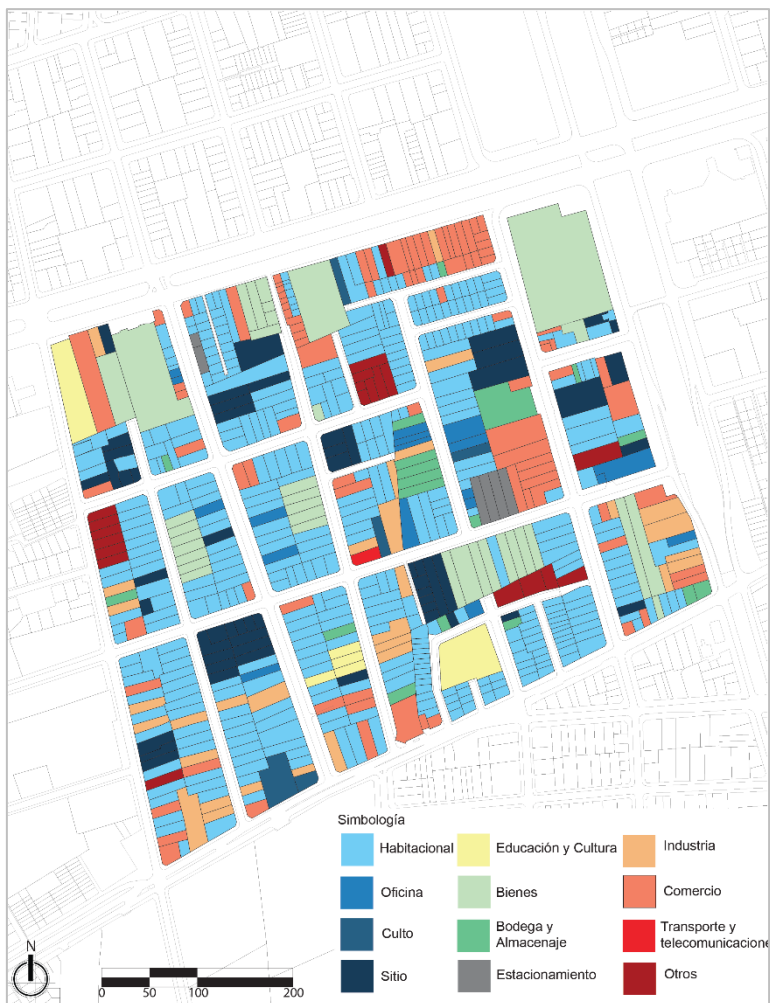 Simbología
Habitacional
Educación y Cultura
Industria
Oficina
Bienes
Comercio
Culto
Bodega y
Almacenaje
Transporte y
telecomunicacione
Sitio
Estacionamiento
Otros
N
0 50 100 200